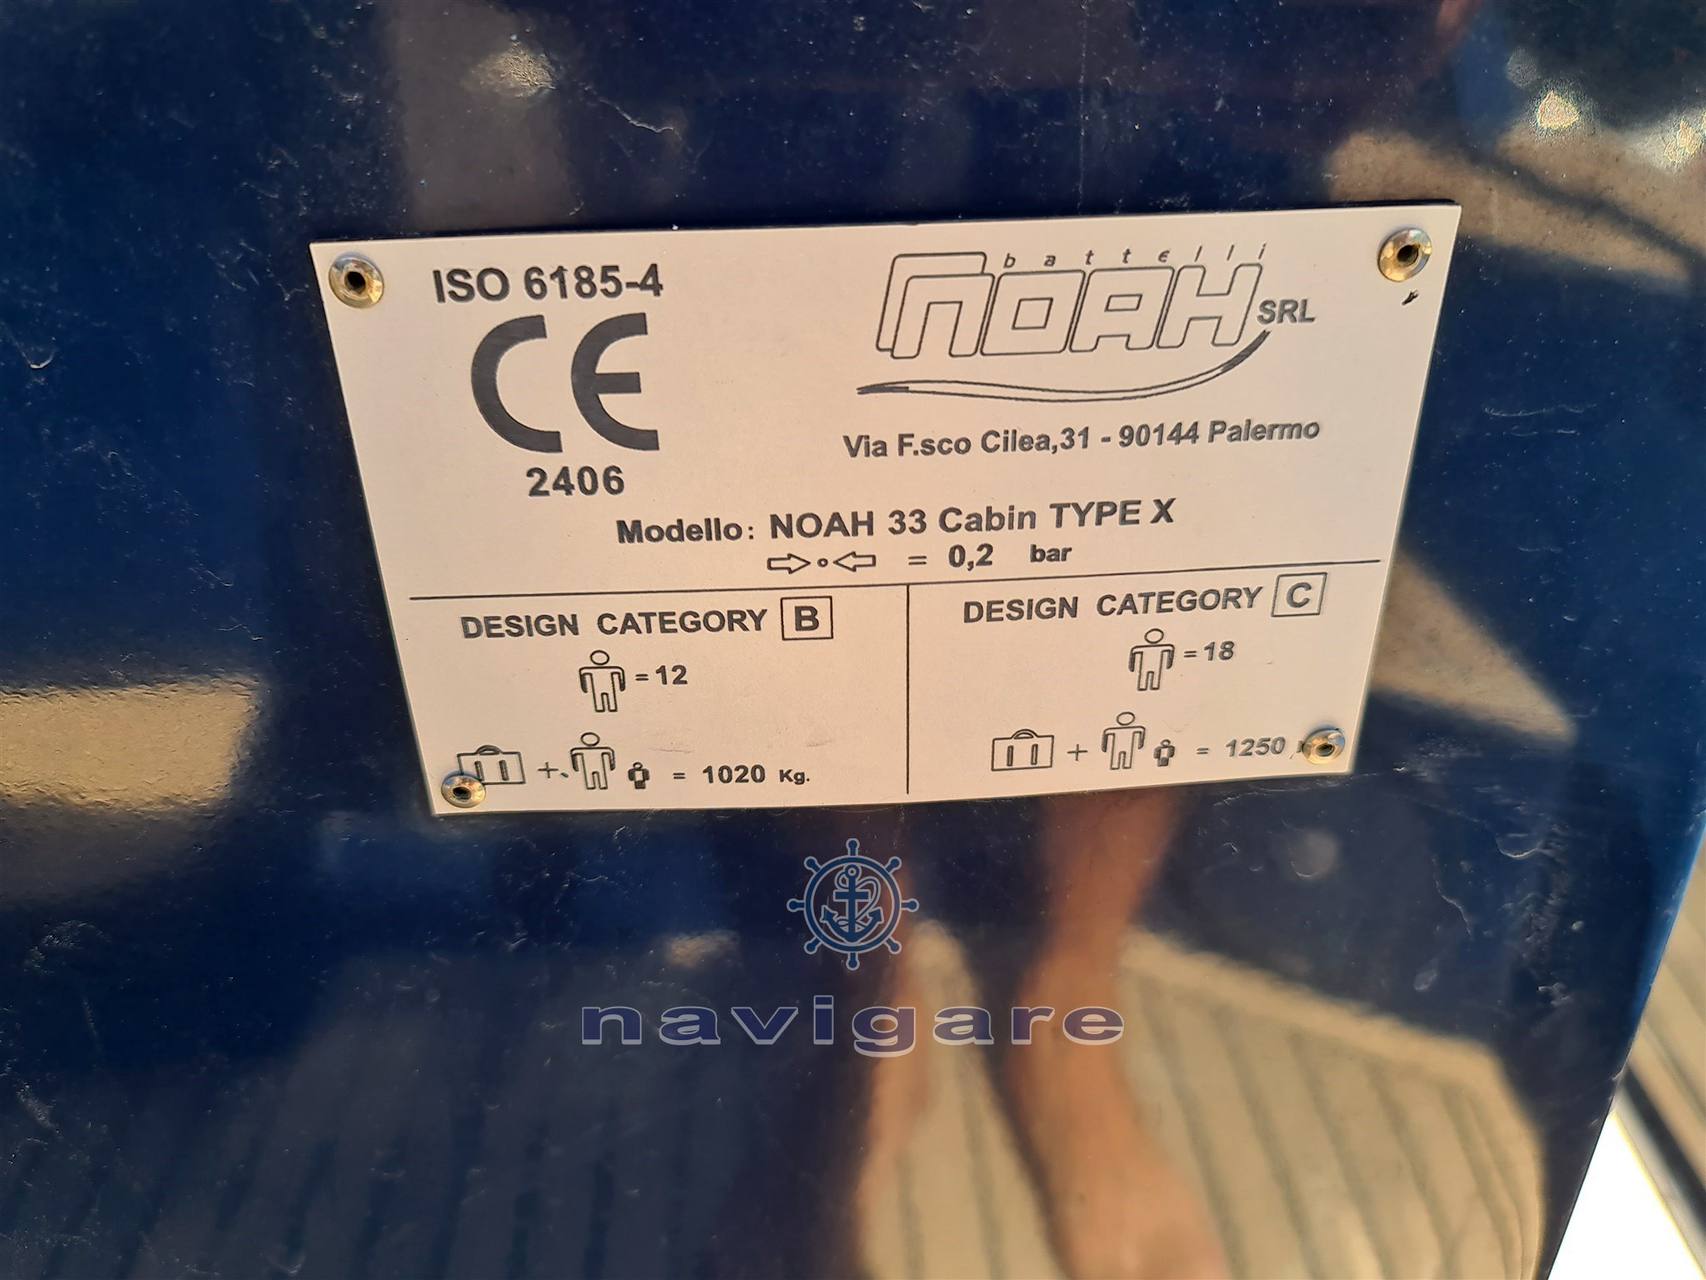 ISO 6185-4
CE
2406
battelli
NOAH SRL
Via F.sco Cilea,31 - 90144 Palermo
Modello: NOAH 33 Cabin TYPE X
= 0,2 bar
DESIGN CATEGORY B
= 12
+ = 1020 Kg.
DESIGN CATEGORY C
= 18
+ = 1250
navigare